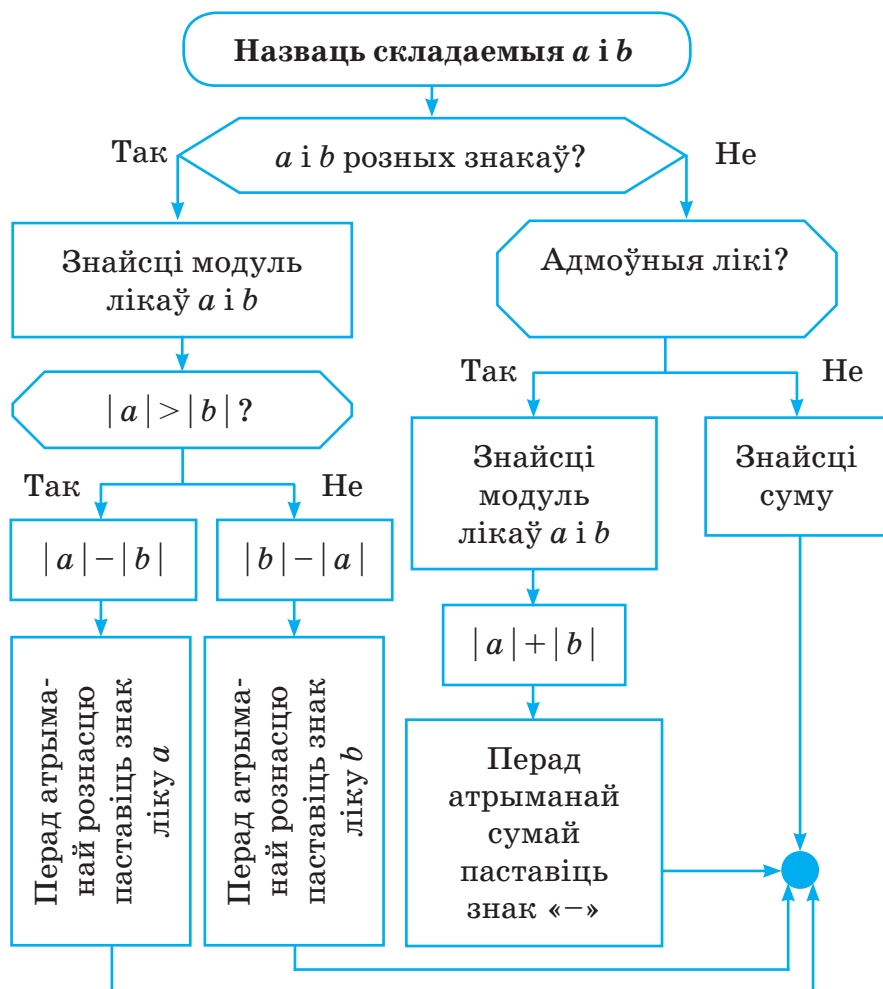 Назваць складаемыя a і b
Так
a і b розных знакаў?
Не
Знайсці модуль
лікаў a і b
Адмоўныя лікі?
|a| > |b| ?
Так
Не
Так
Не
|a| − |b|
|b| − |a|
Знайсці
модуль
лікаў a і b
Знайсці
суму
|a| + |b|
Перад атрыма-
най рознасцю
паставіць знак
ліку a
Перад атрыма-
най рознасцю
паставіць знак
ліку b
Перад
атрыманай
сумай
паставіць
знак «−»